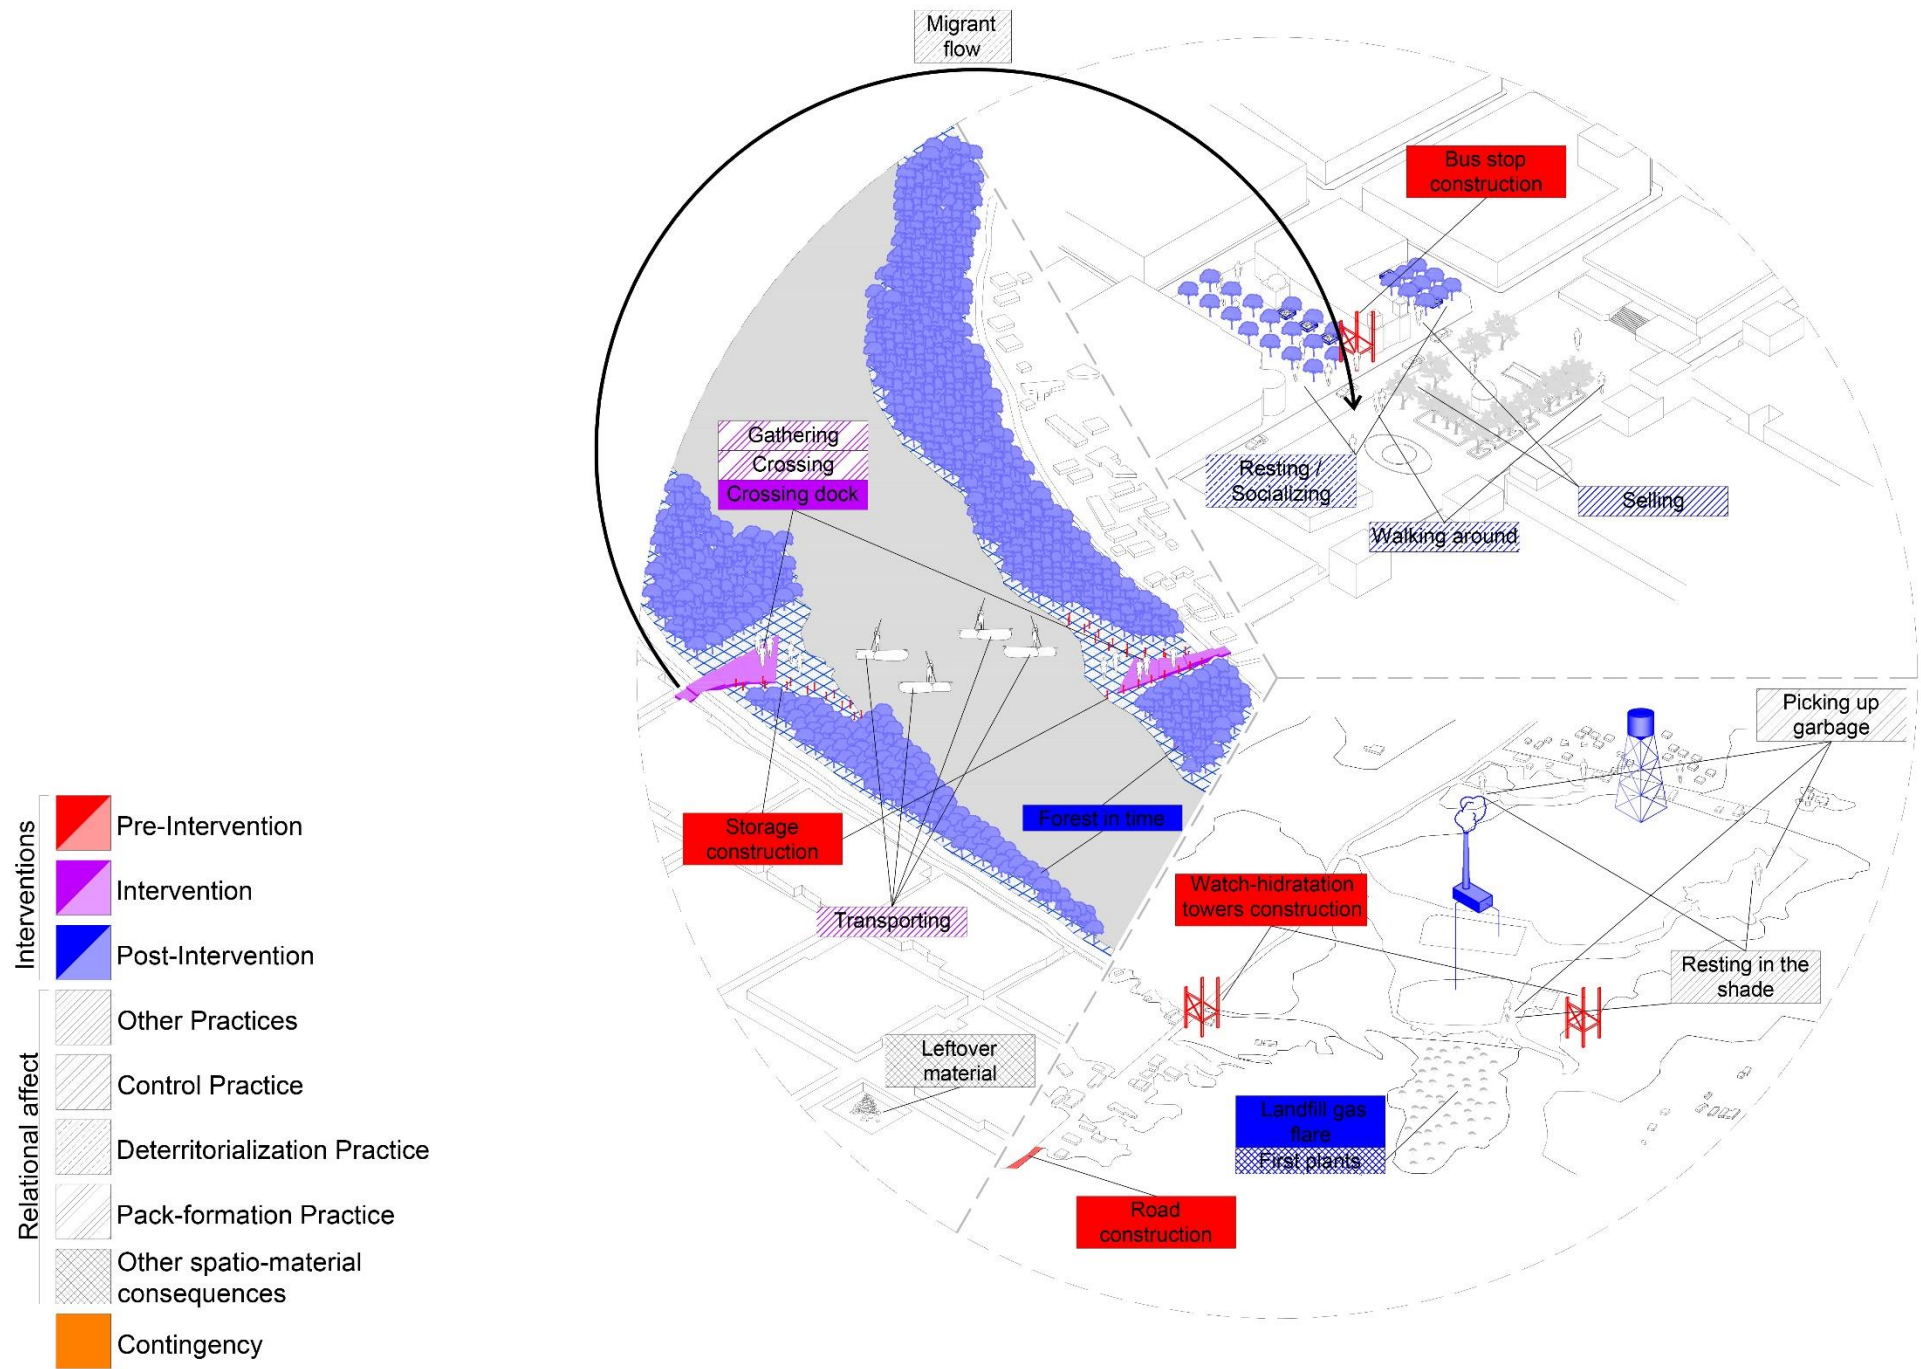 Migrant
flow
Bus stop
construction
Gathering
Crossing
Crossing dock
Resting /
Socializing
Selling
Walking around
Picking up
garbage
Storage
construction
Forest in time
Watch-hidratation
towers construction
Transporting
Resting in the
shade
Leftover
material
Landfill gas
flare
First plants
Road
construction
Interventions
Pre-Intervention
Intervention
Post-Intervention
Relational affect
Other Practices
Control Practice
Deterritorialization Practice
Pack-formation Practice
Other spatio-material
consequences
Contingency